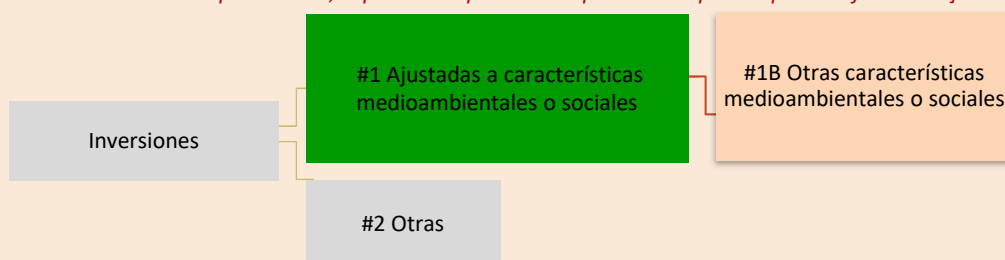 #1 Ajustadas a características
medioambientales o sociales
#1B Otras características
medioambientales o sociales
Inversiones
#2 Otras